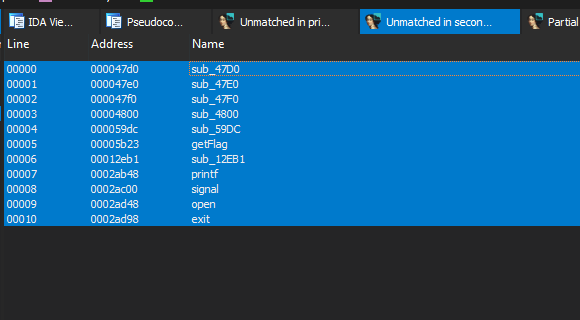 IDA Vie... Pseudoco... Unmatched in pri... Unmatched in secon... Partial
Line Address Name
00000 000047d0 sub_47D0
00001 000047e0 sub_47E0
00002 000047f0 sub_47F0
00003 00004800 sub_4800
00004 000059dc sub_59DC
00005 00005b23 getFlag
00006 00012eb1 sub_12EB1
00007 0002ab48 printf
00008 0002ac00 signal
00009 0002ad48 open
00010 0002ad98 exit